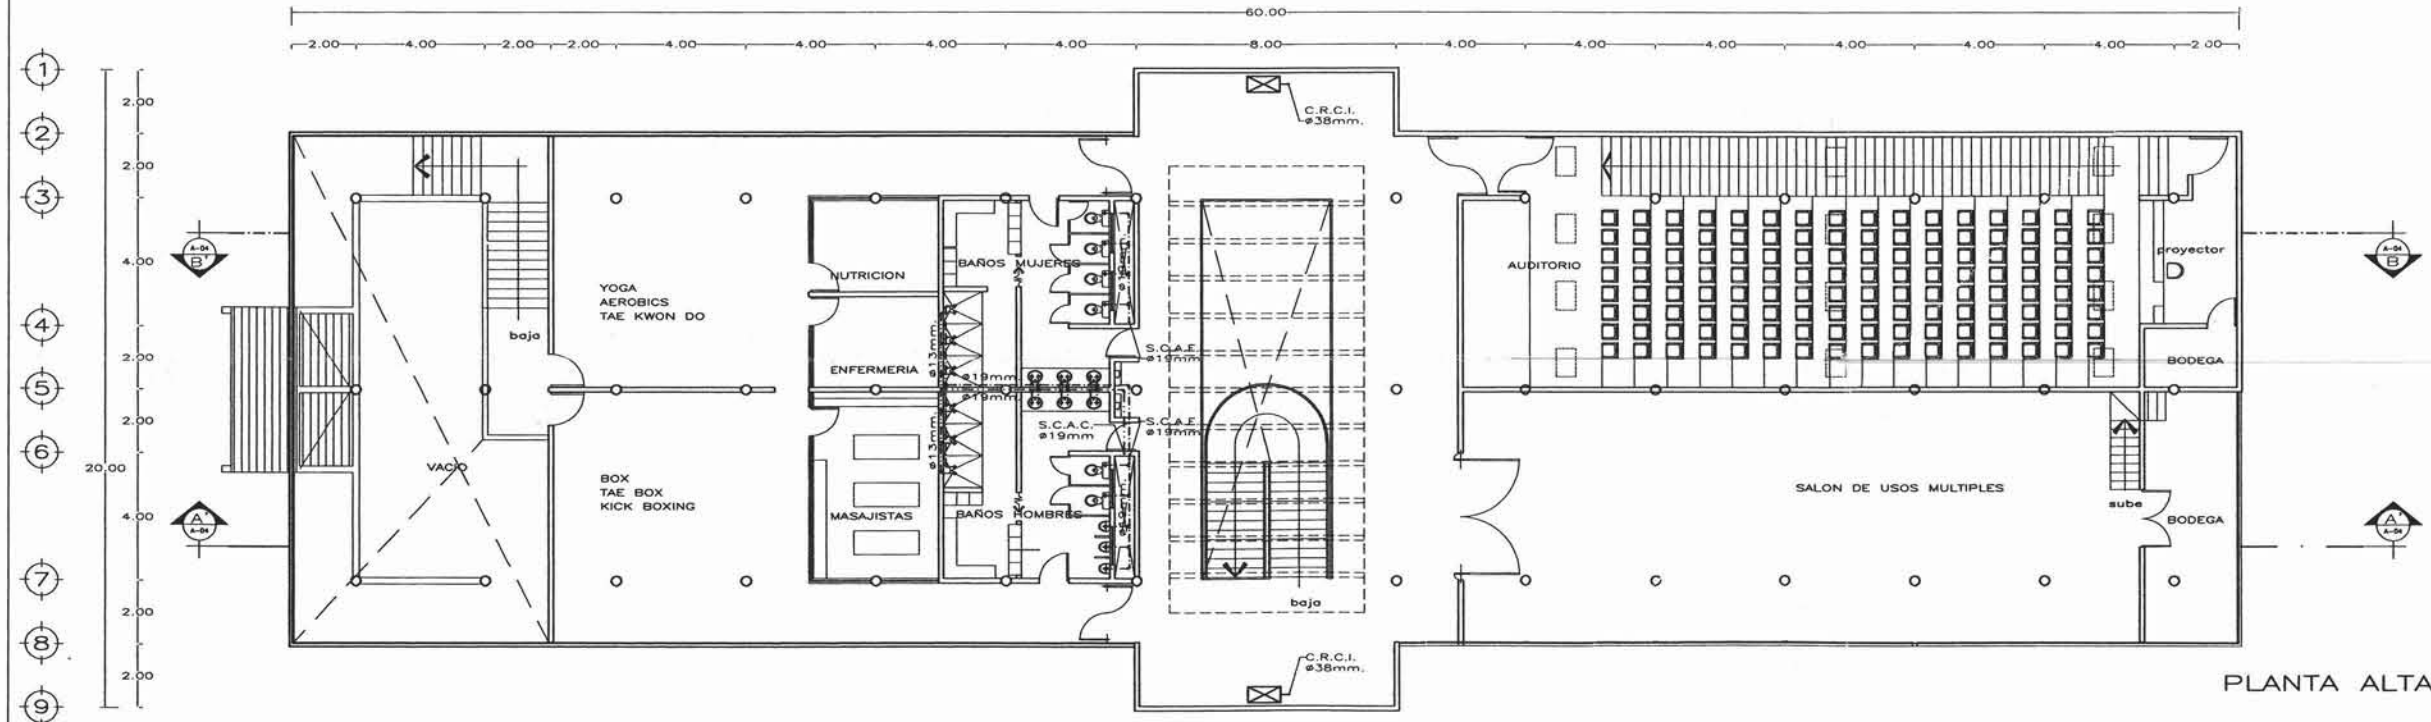 60.00
2.00 4.00 2.00 2.00 4.00 4.00 4.00 4.00 8.00 4.00 4.00 4.00 4.00 4.00 4.00 2.00
1
2.00
2
2.00
3
4.00
4
2.00
5
2.00
6
20.00
4.00
7
2.00
8
2.00
9
C.R.C.I.
ø38mm.
A-04
B'
A-04
B
A'
A-04
A'
A-04
YOGA
AEROBICS
TAE KWON DO
baja
NUTRICION
BAÑOS MUJERES
ENFERMERIA
ø13mm.
ø19mm.
ø19mm.
ø19mm.
S.C.A.F.
ø19mm
S.C.A.C.
ø19mm
S.C.A.F.
ø19mm
ø13mm.
ø19mm.
VACIO
BOX
TAE BOX
KICK BOXING
MASAJISTAS
BAÑOS HOMBRES
baja
AUDITORIO
proyector
BODEGA
SALON DE USOS MULTIPLES
sube
BODEGA
C.R.C.I.
ø38mm.
PLANTA ALTA